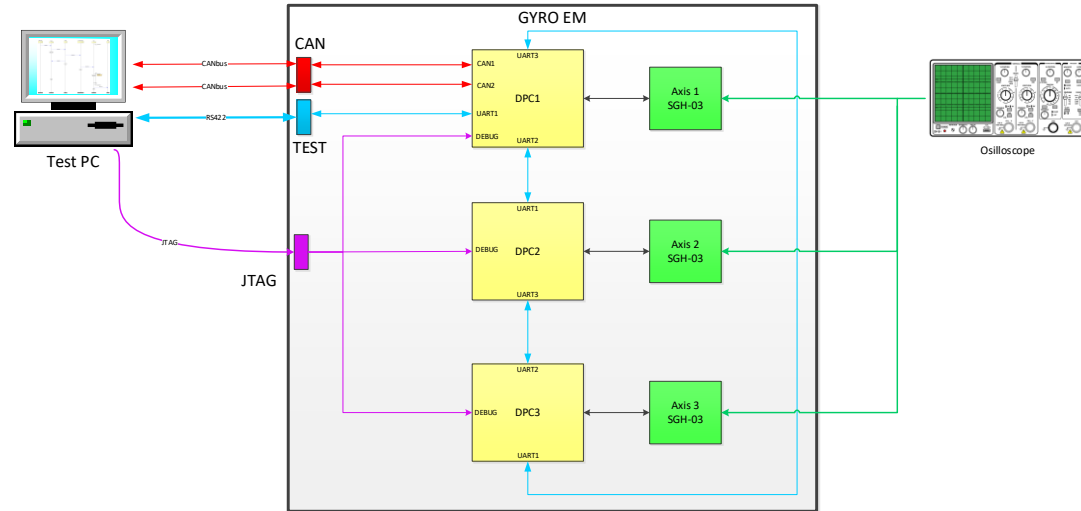 GYRO EM
CAN
CANbus
CANbus
RS422
TEST
Test PC
JTAG
JTAG
UART3
CAN1
CAN2
DPC1
UART1
DEBUG
UART2
Axis 1
SGH-03
Osilloscope
UART1
DEBUG
DPC2
UART3
Axis 2
SGH-03
UART2
DEBUG
DPC3
UART1
Axis 3
SGH-03